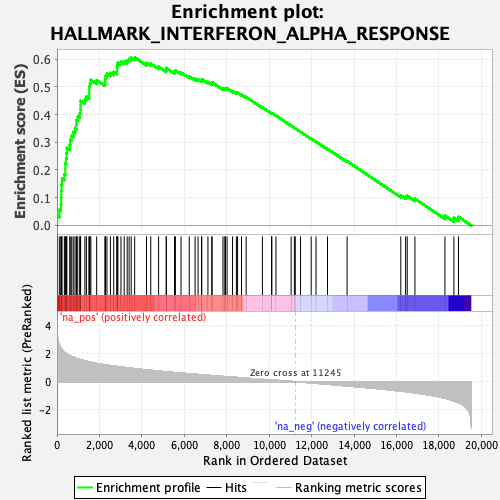 Enrichment plot:
HALLMARK_INTERFERON_ALPHA_RESPONSE
Enrichment score (ES)
0.6
0.5
0.4
0.3
0.2
0.1
0.0
'na_pos' (positively correlated)
Ranked list metric (PreRanked)
4
2
0
-2
Zero cross at 11245
'na_neg' (negatively correlated)
0 2,000 4,000 6,000 8,000 10,000 12,000 14,000 16,000 18,000 20,000
Rank in Ordered Dataset
Enrichment profile Hits Ranking metric scores